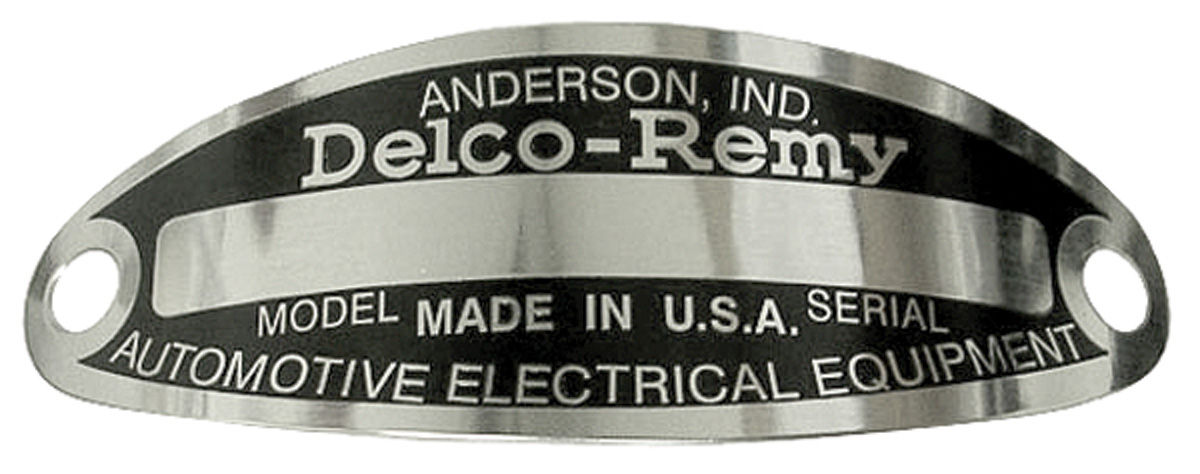 ANDERSON, IND.
Delco-Remy
MODEL MADE IN U.S.A. SERIAL
AUTOMOTIVE ELECTRICAL EQUIPMENT